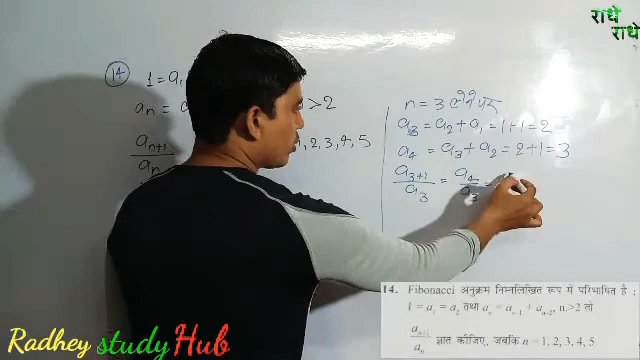 राधे
राधे
14
1 = a₁
aₙ = a > 2
aₙ₊₁/aₙ 1, 2, 3, 4, 5
n = 3 लेने पर
a₃ = a₂ + a₁ = 1 + 1 = 2
a₄ = a₃ + a₂ = 2 + 1 = 3
a₃₊₁/a₃ = a₄/a₃ =
14. Fibonacci अनुक्रम निम्नलिखित रूप में परिभाषित है :
1 = a₁ = a₂ तथा aₙ = aₙ₋₁ + aₙ₋₂, n.>2 तो
aₙ₊₁/aₙ ज्ञात कीजिए, जबकि n = 1, 2, 3, 4, 5
Radhey study Hub